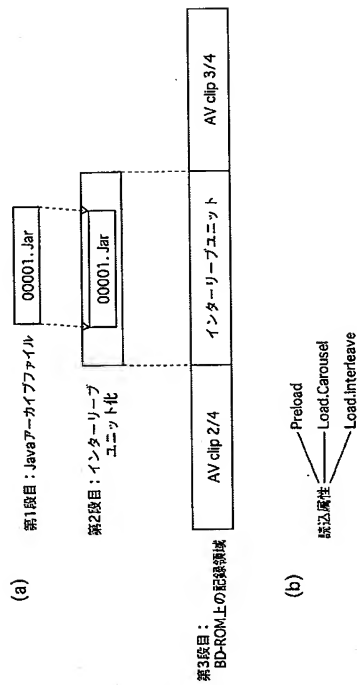 (a)
第1段目：Javaアーカイブファイル
00001. Jar
第2段目：インターリーブ
ユニット化
00001. Jar
第3段目：
BD-ROM上の記録領域
AV clip 2/4
インターリーブユニット
AV clip 3/4
(b)
読込属性
Preload
Load.Carousel
Load.Interleave